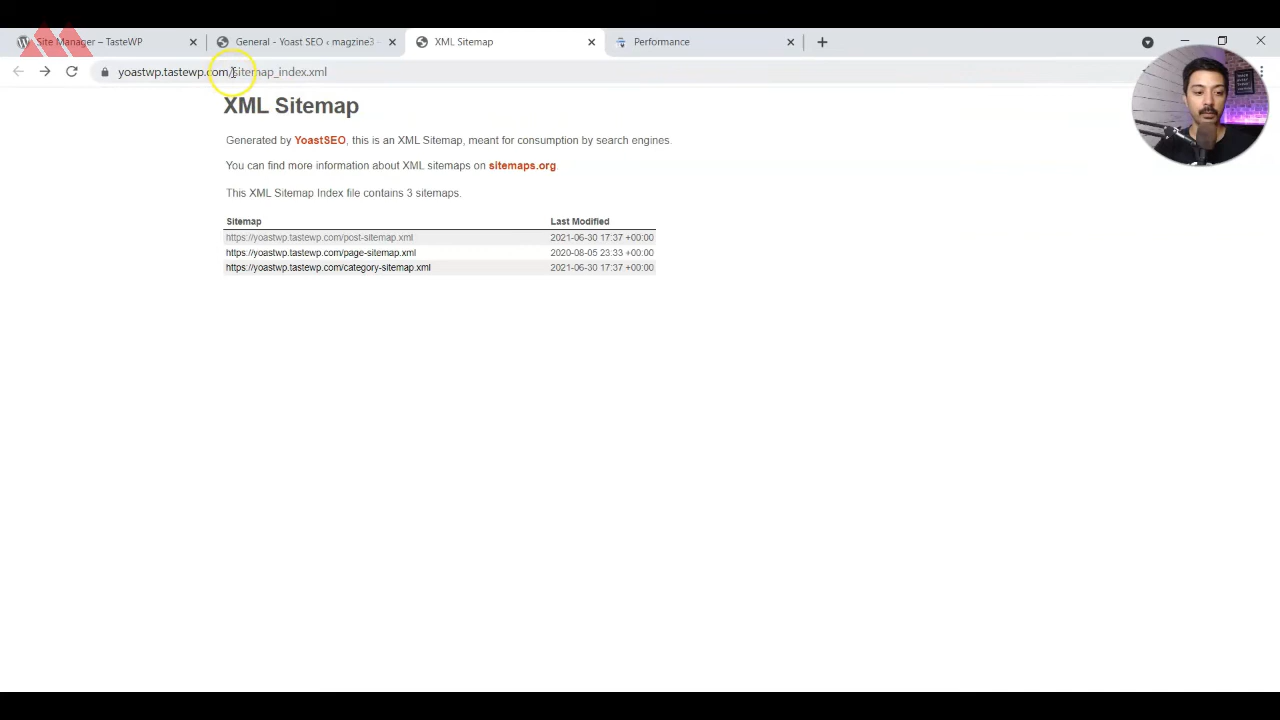 Site Manager – TasteWP
General - Yoast SEO ‹ magzine3 -
XML Sitemap
Performance
yoastwp.tastewp.com/sitemap_index.xml
XML Sitemap
Generated by YoastSEO, this is an XML Sitemap, meant for consumption by search engines.
You can find more information about XML sitemaps on sitemaps.org.
This XML Sitemap Index file contains 3 sitemaps.
Sitemap Last Modified
https://yoastwp.tastewp.com/post-sitemap.xml 2021-06-30 17:37 +00:00
https://yoastwp.tastewp.com/page-sitemap.xml 2020-08-05 23:33 +00:00
https://yoastwp.tastewp.com/category-sitemap.xml 2021-06-30 17:37 +00:00